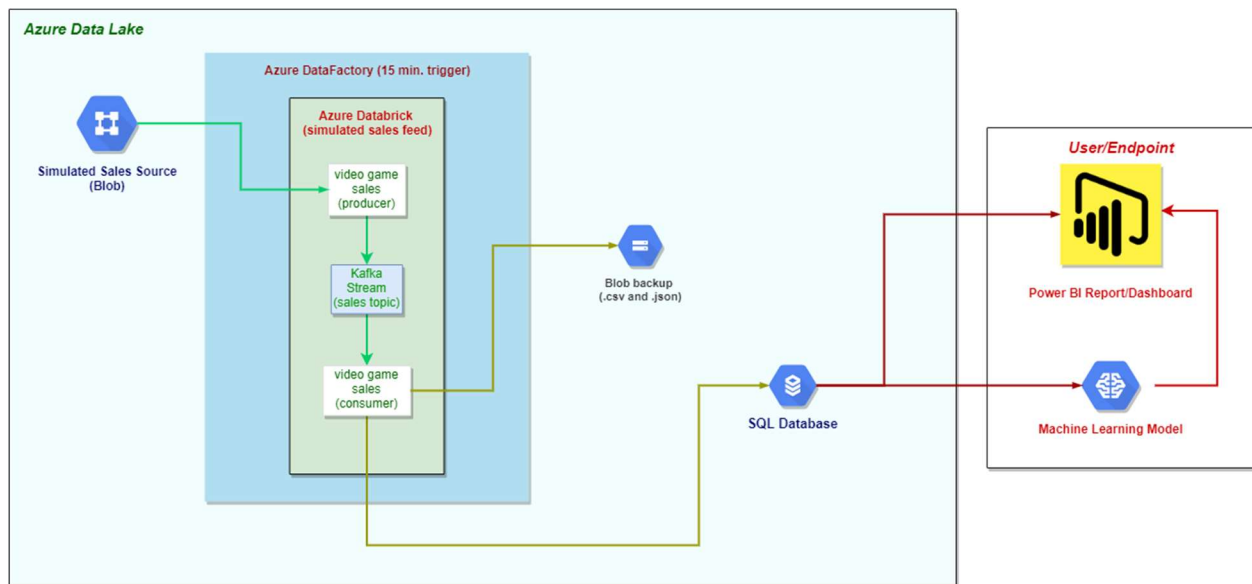 Azure Data Lake
Azure DataFactory (15 min. trigger)
Azure Databrick
(simulated sales feed)
Simulated Sales Source
(Blob)
video game
sales
(producer)
Kafka
Stream
(sales topic)
video game
sales
(consumer)
Blob backup
(.csv and .json)
SQL Database
User/Endpoint
Power BI Report/Dashboard
Machine Learning Model